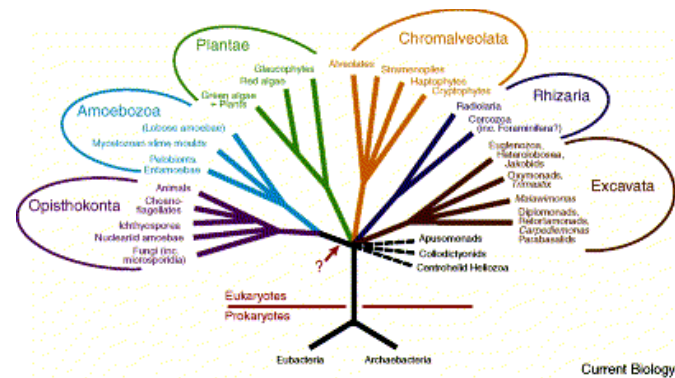 Plantae
Chromalveolata
Glaucophytes
Red algae
Green algae
+ Plants
Alveolates
Stramenopiles
Haptophytes
Cryptophytes
Amoebozoa
(Lobose amoebae)
Mycetozoan slime moulds
Pelobionts
Entamoebae
Radiolaria
Cercozoa
(inc. Foraminifera?)
Rhizaria
Opisthokonta
Animals
Choano-
flagellates
Ichthyosporea
Nucleariid amoebae
Fungi (inc.
microsporidia)
Euglenozoa,
Heterolobosea,
Jakobids
Oxymonads,
Trimastix
Malawimonas
Diplomonads,
Retortamonads,
Carpediemonas
Parabasalids
Excavata
Apusomonads
Collodictyonids
Centrohelid Heliozoa
?
Eukaryotes
Prokaryotes
Eubacteria
Archaebacteria
Current Biology